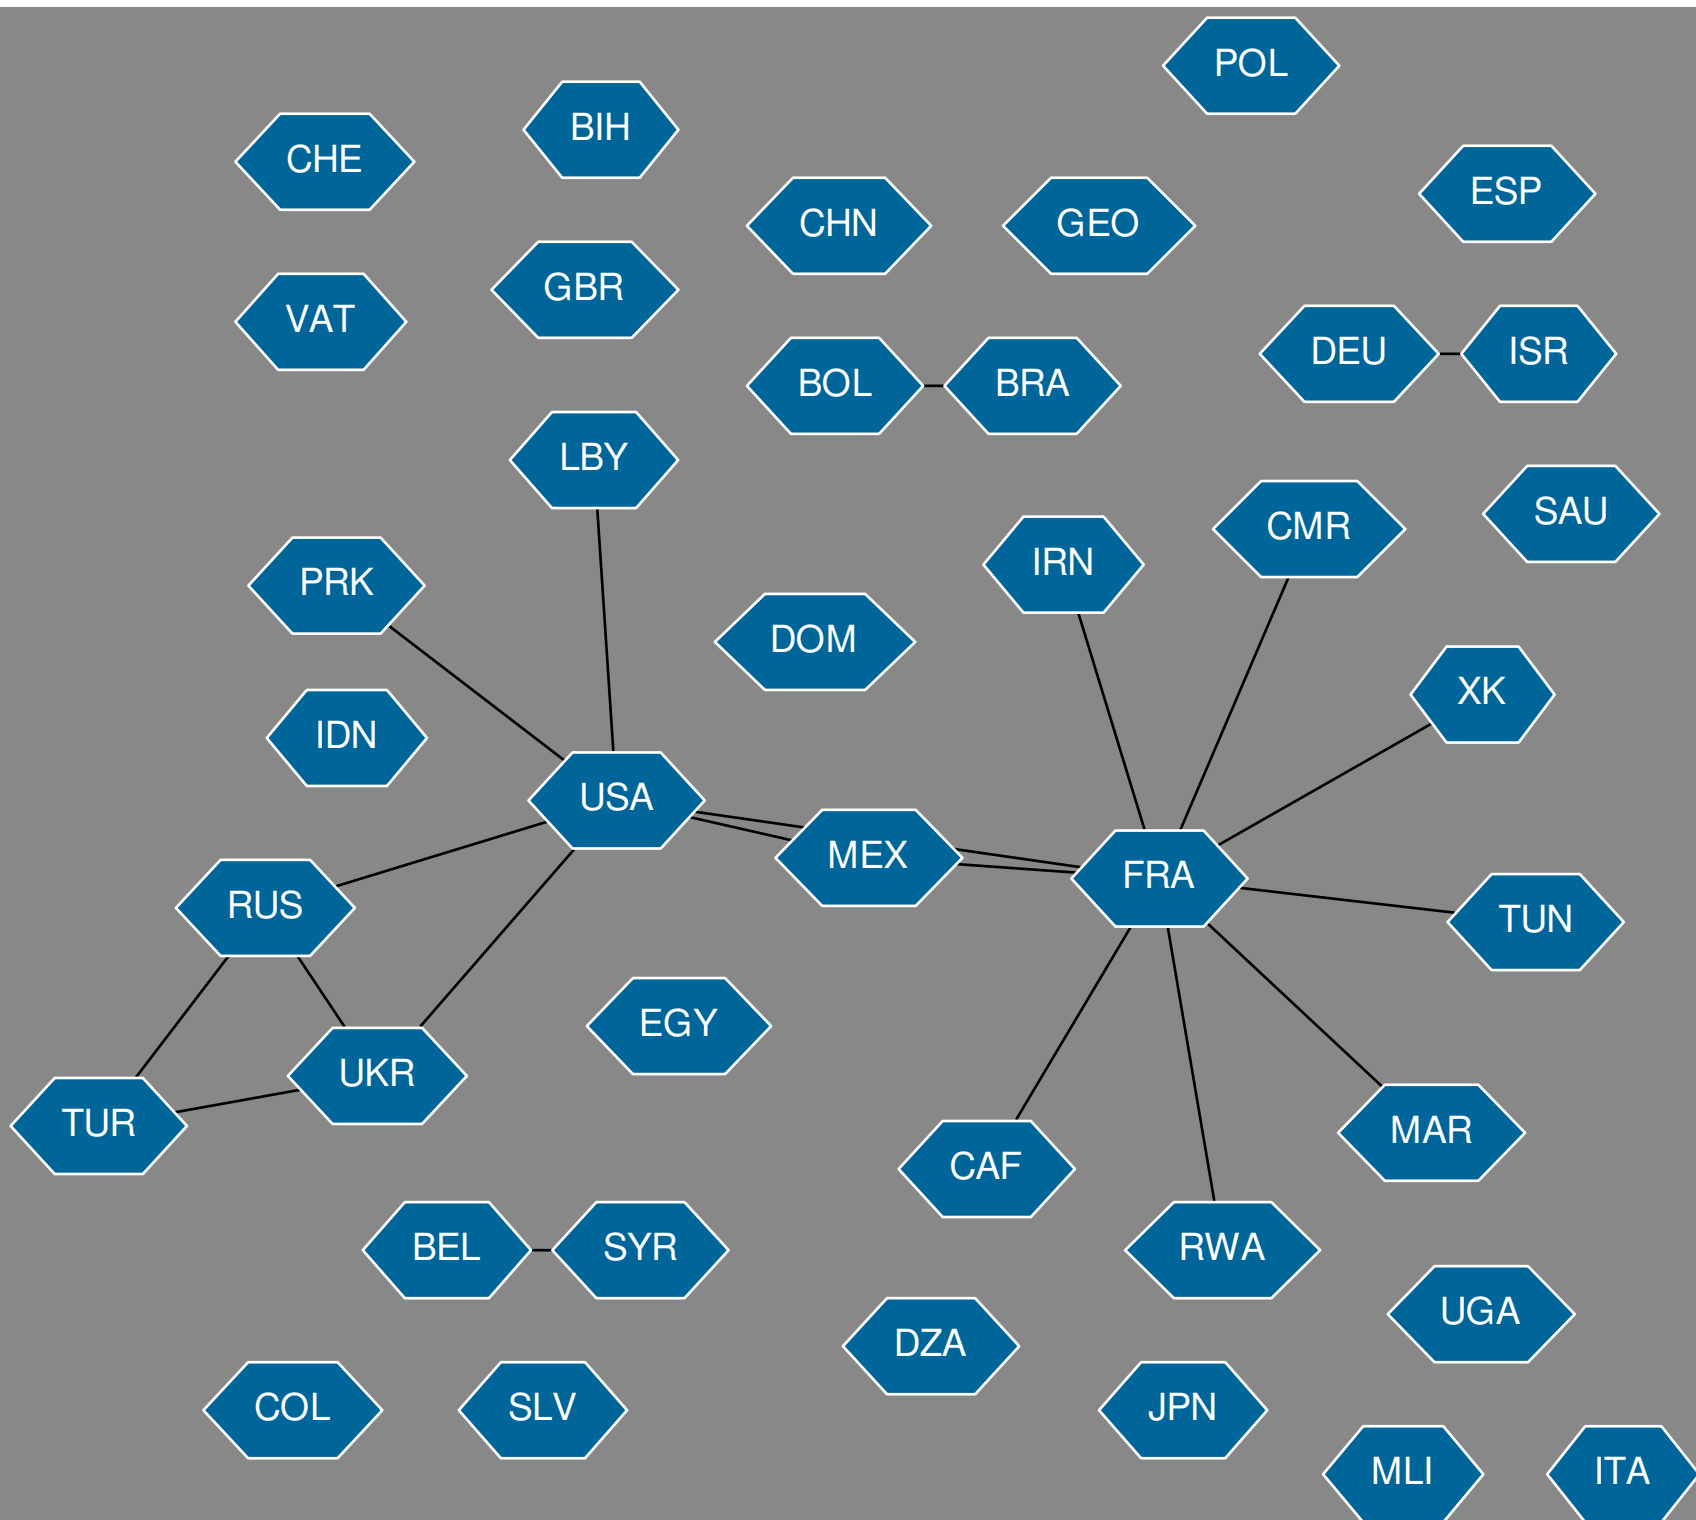 POL
BIH
CHE
ESP
CHN
GEO
GBR
VAT
DEU
ISR
BOL
BRA
LBY
SAU
CMR
IRN
PRK
DOM
XK
IDN
USA
MEX
FRA
RUS
TUN
EGY
UKR
TUR
MAR
CAF
BEL
SYR
RWA
UGA
DZA
COL
SLV
JPN
MLI
ITA